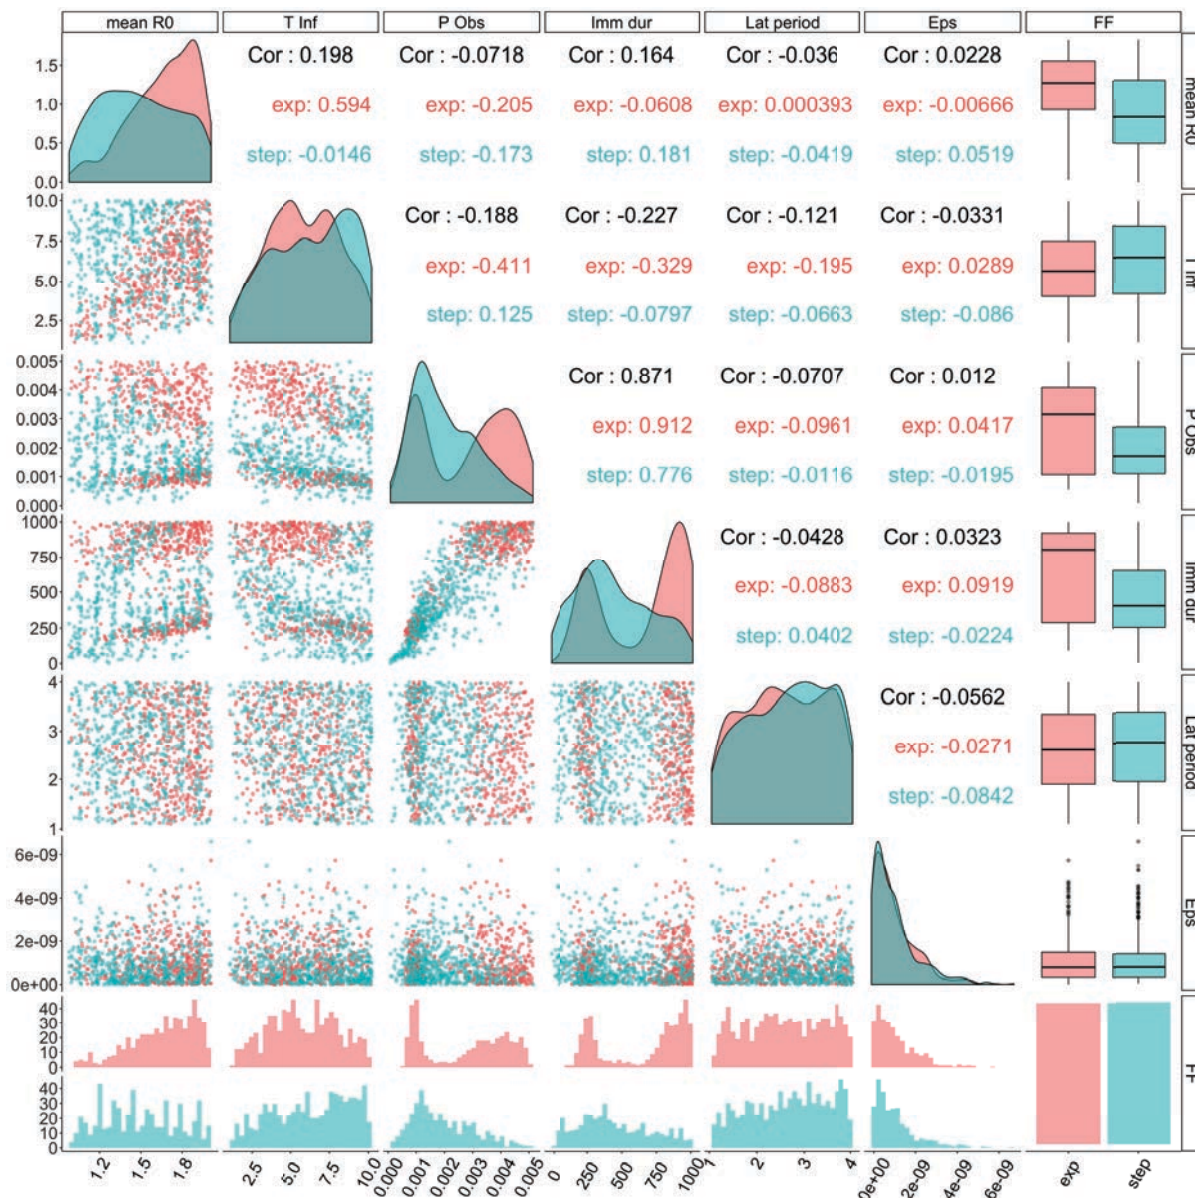 mean R0 T Inf P Obs Imm dur Lat period Eps FF
Cor : 0.198 Cor : -0.0718 Cor : 0.164 Cor : -0.036 Cor : 0.0228
1.5
1.0 exp: 0.594 exp: -0.205 exp: -0.0608 exp: 0.000393 exp: -0.00666 mean R0
0.5 step: -0.0146 step: -0.173 step: 0.181 step: -0.0419 step: 0.0519
0.0
10.0 Cor : -0.188 Cor : -0.227 Cor : -0.121 Cor : -0.0331
7.5
5.0 exp: -0.411 exp: -0.329 exp: -0.195 exp: 0.0289 T Inf
2.5 step: 0.125 step: -0.0797 step: -0.0663 step: -0.086
0.005 Cor : 0.871 Cor : -0.0707 Cor : 0.012
0.004
0.003 exp: 0.912 exp: -0.0961 exp: 0.0417 P Obs
0.002
0.001 step: 0.776 step: -0.0116 step: -0.0195
0.000
1000 Cor : -0.0428 Cor : 0.0323
750
500 exp: -0.0883 exp: 0.0919 Imm dur
250 step: 0.0402 step: -0.0224
0
4 Cor : -0.0562
3
exp: -0.0271 Lat period
2 step: -0.0842
1
6e-09
4e-09 Eps
2e-09
0e+00
40
30
20
10
0 FF
40
30
20
10
0
1.2 1.5 1.8 2.5 5.0 7.5 10.0 0.000 0.001 0.002 0.003 0.004 0.005 0 250 500 750 1000 1 2 3 4 0e+00 2e-09 4e-09 6e-09 exp step